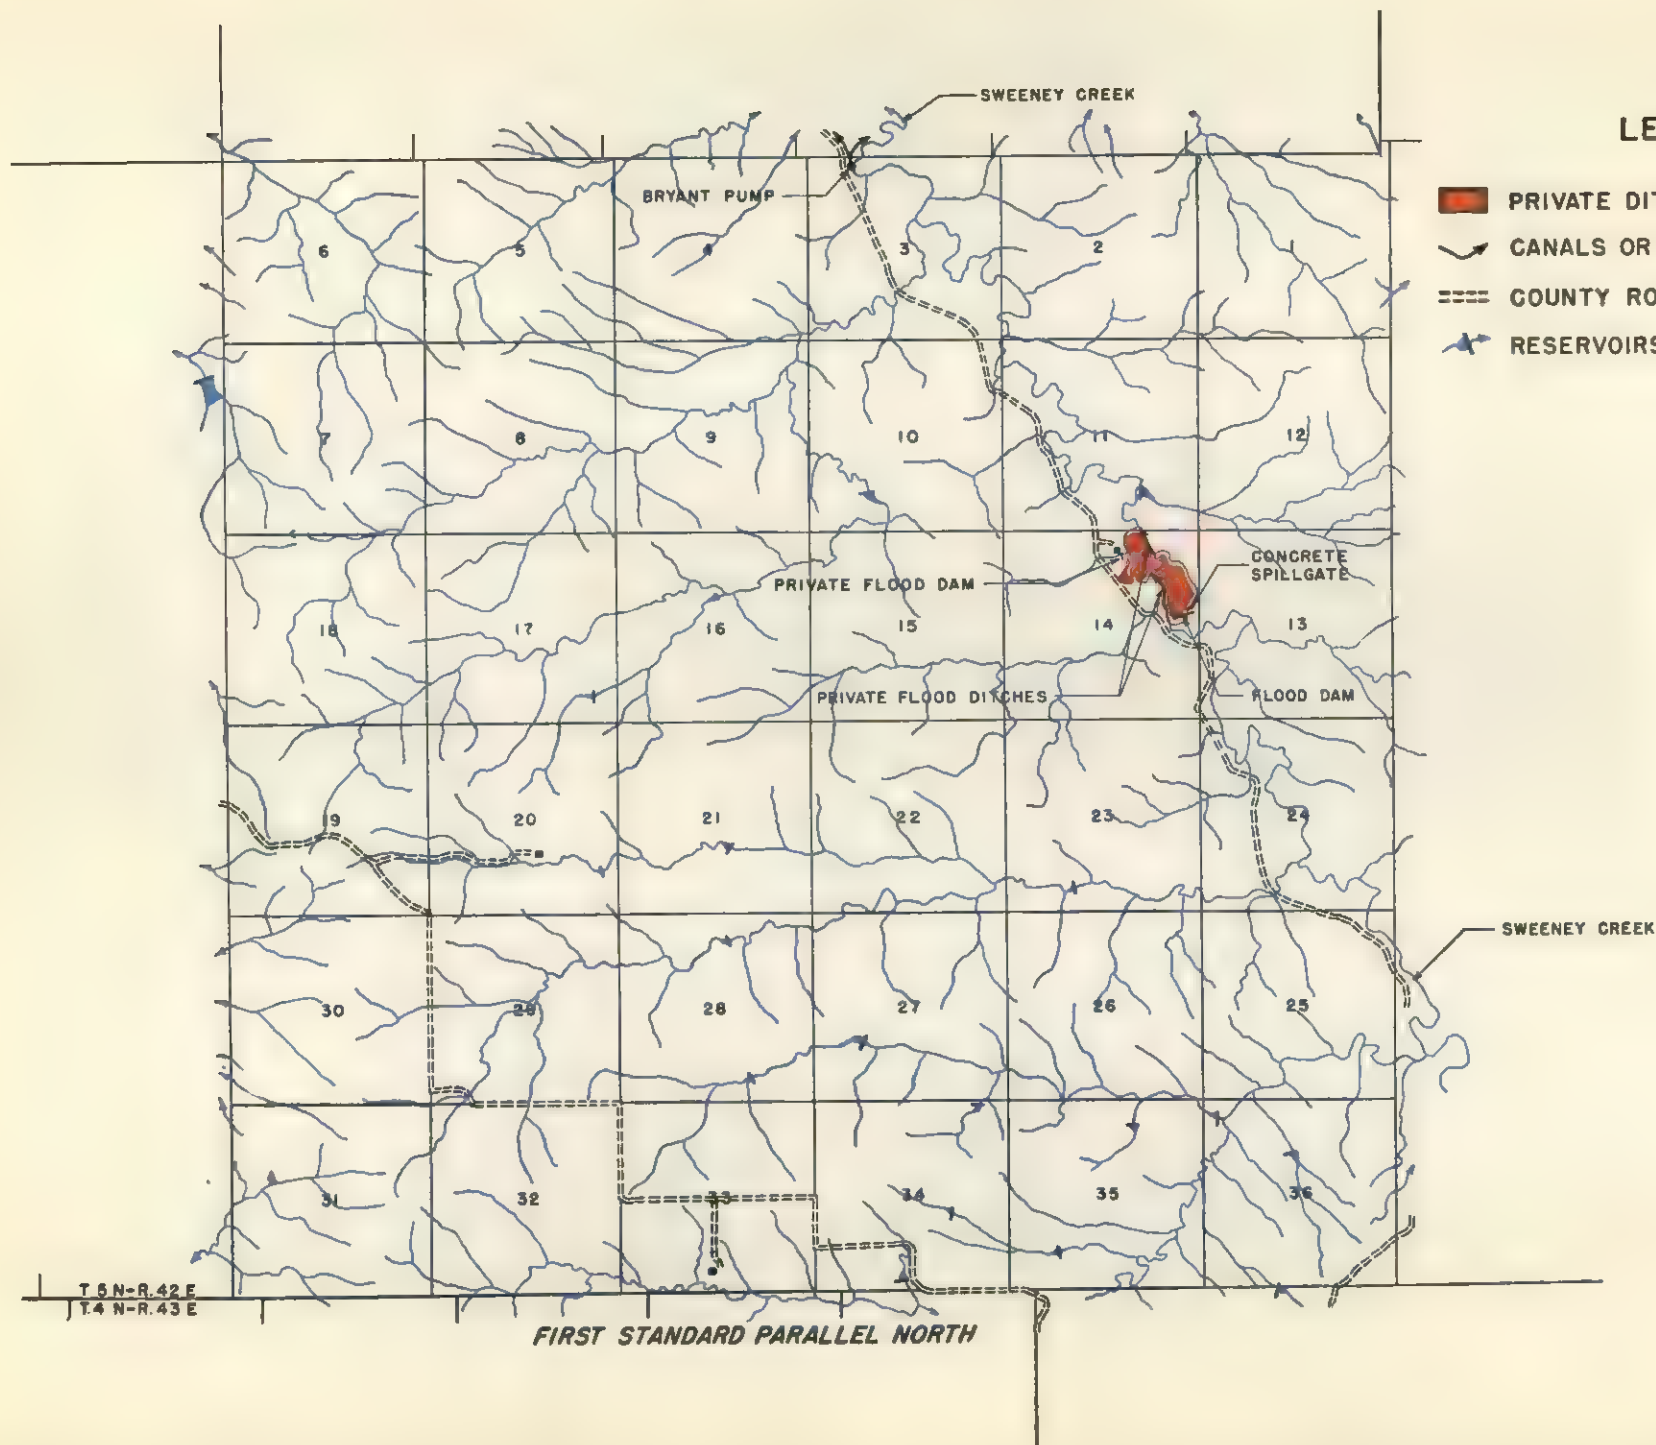 SWEENEY CREEK
LE
BRYANT PUMP
PRIVATE DIT
CANALS OR
COUNTY RO
RESERVOIRS
6
5
4
3
2
1
7
8
9
10
11
12
PRIVATE FLOOD DAM
CONCRETE
SPILLGATE
18
17
16
15
14
13
PRIVATE FLOOD DITCHES
FLOOD DAM
19
20
21
22
23
24
SWEENEY CREEK
30
29
28
27
26
25
31
32
33
34
35
36
T.5 N-R.42 E
T.4 N-R.43 E
FIRST STANDARD PARALLEL NORTH